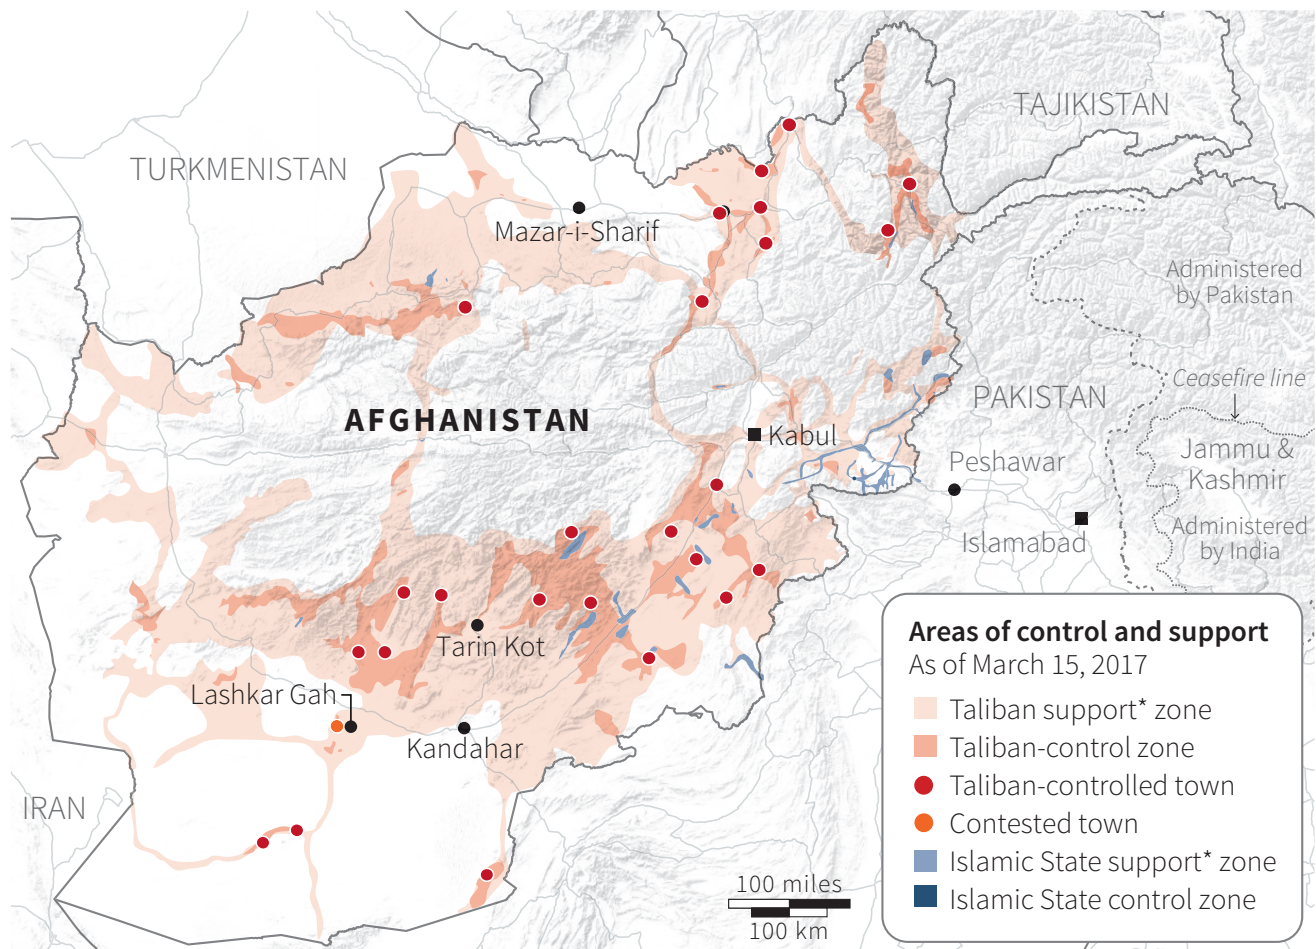 TAJIKISTAN
TURKMENISTAN
Mazar-i-Sharif
Administered
by Pakistan
Ceasefire line
PAKISTAN
AFGHANISTAN
Kabul
Jammu &
Kashmir
Peshawar
Administered
by India
Islamabad
Tarin Kot
Lashkar Gah
Kandahar
IRAN
100 miles
100 km
Areas of control and support
As of March 15, 2017
Taliban support* zone
Taliban-control zone
Taliban-controlled town
Contested town
Islamic State support* zone
Islamic State control zone